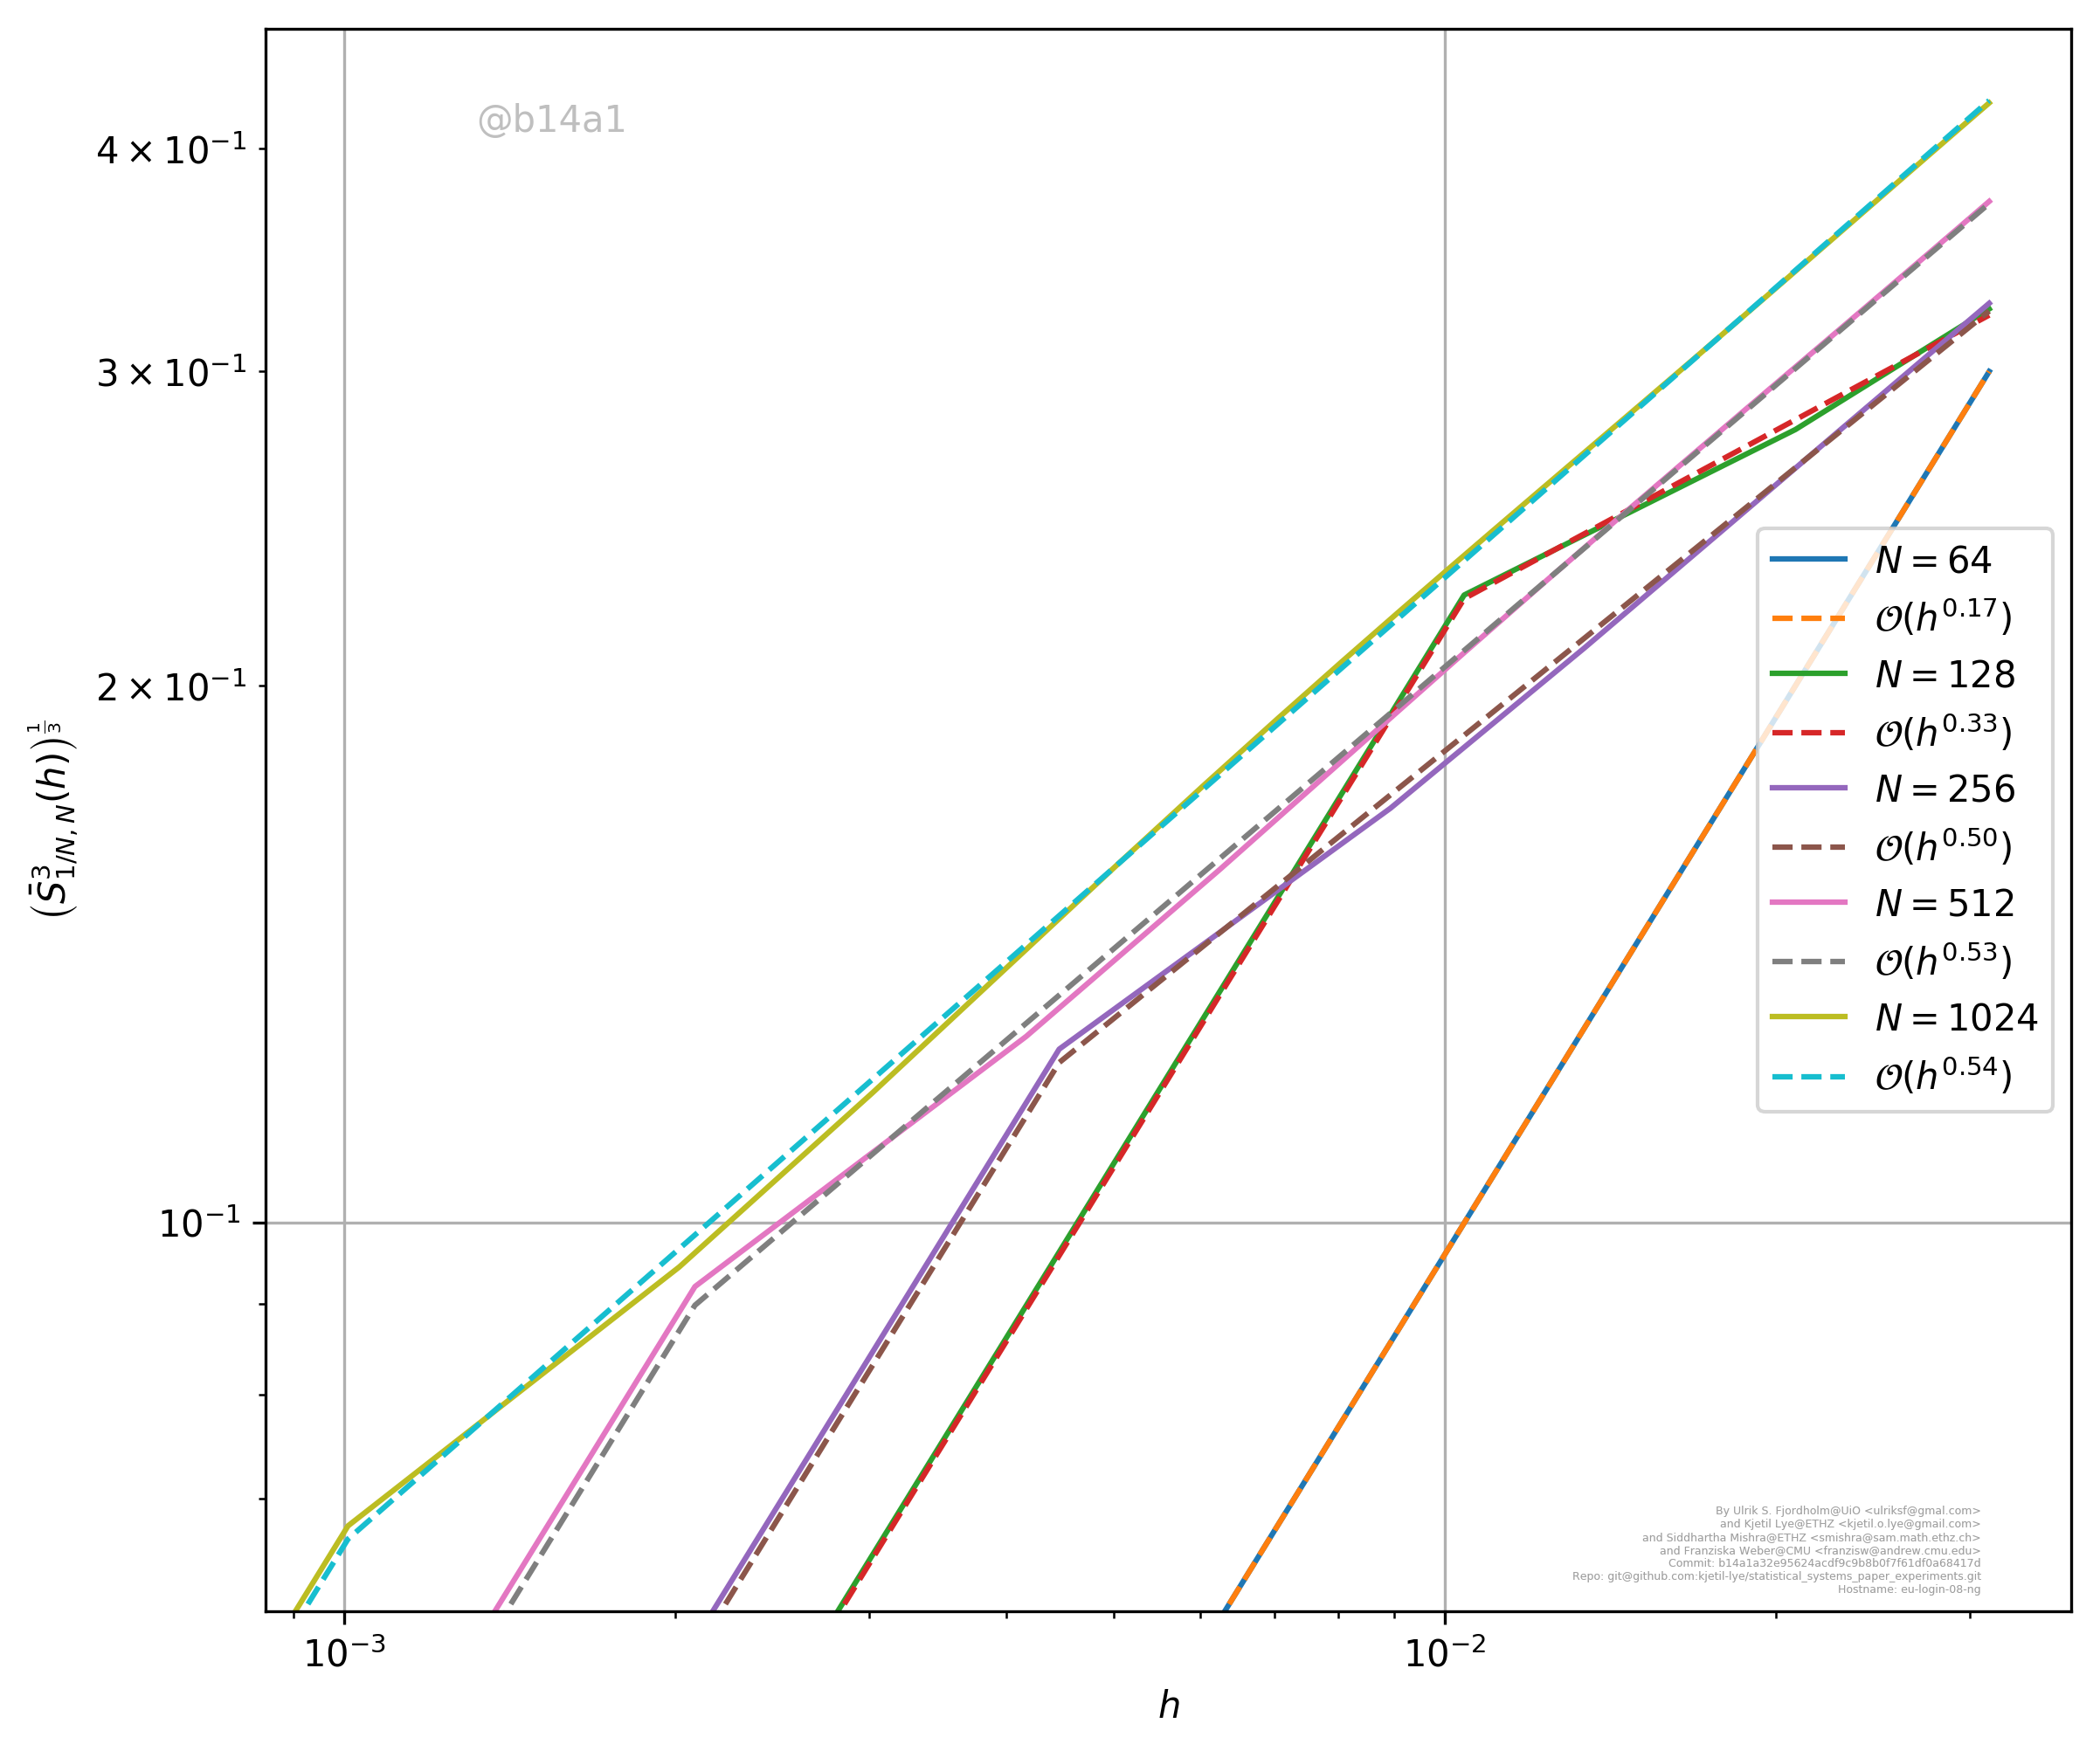 @b14a1
4 × 10⁻¹
3 × 10⁻¹
2 × 10⁻¹
10⁻¹
(S̄³₁/N, N(h))^(1/3)
N = 64
𝒪(h^0.17)
N = 128
𝒪(h^0.33)
N = 256
𝒪(h^0.50)
N = 512
𝒪(h^0.53)
N = 1024
𝒪(h^0.54)
By Ulrik S. Fjordholm@UiO <ulriksf@gmal.com>
and Kjetil Lye@ETHZ <kjetil.o.lye@gmail.com>
and Siddhartha Mishra@ETHZ <smishra@sam.math.ethz.ch>
and Franziska Weber@CMU <franzisw@andrew.cmu.edu>
Commit: b14a1a32e95624acdf9c9b8b0f7f61df0a68417d
Repo: git@github.com:kjetil-lye/statistical_systems_paper_experiments.git
Hostname: eu-login-08-ng
10⁻³
10⁻²
h